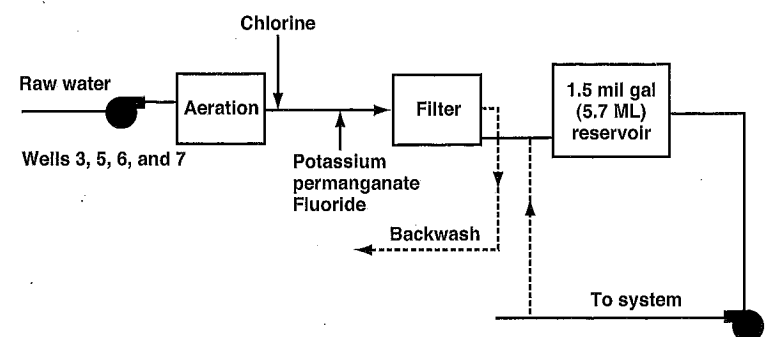 Chlorine
Raw water
Aeration
Filter
1.5 mil gal
(5.7 ML)
reservoir
Wells 3, 5, 6, and 7
Potassium
permanganate
Fluoride
Backwash
To system